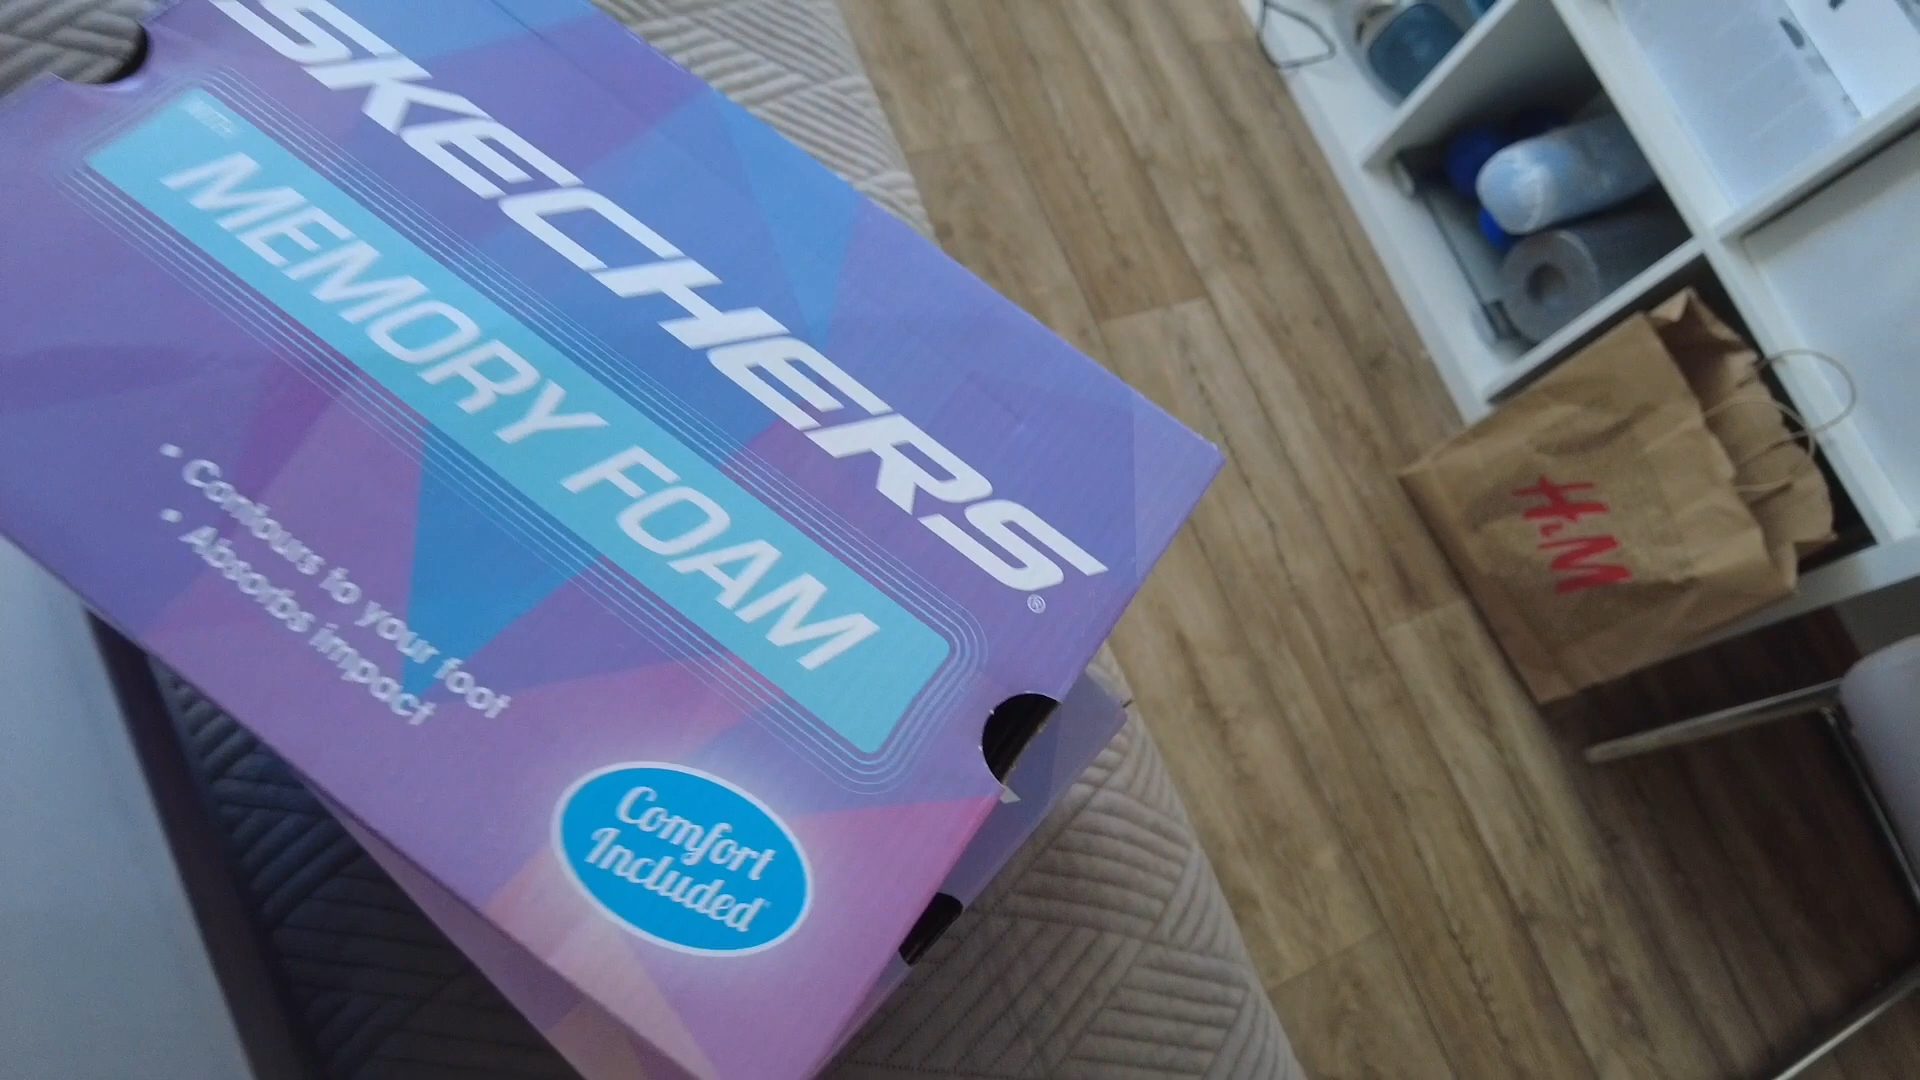 SKECHERS®
MEMORY FOAM
• Contours to your foot
• Absorbs impact
Comfort
Included
H&M